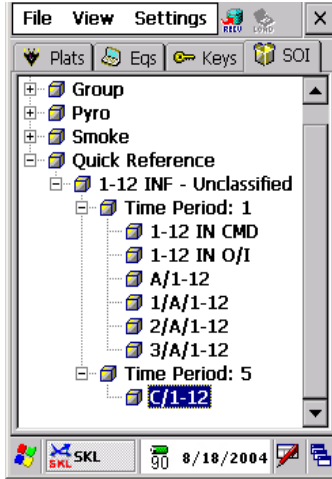 File View Settings RECV LOAD
Plats Eqs Keys SOI
Group
Pyro
Smoke
Quick Reference
1-12 INF - Unclassified
Time Period: 1
1-12 IN CMD
1-12 IN O/I
A/1-12
1/A/1-12
2/A/1-12
3/A/1-12
Time Period: 5
C/1-12
SKL SKL 90 8/18/2004